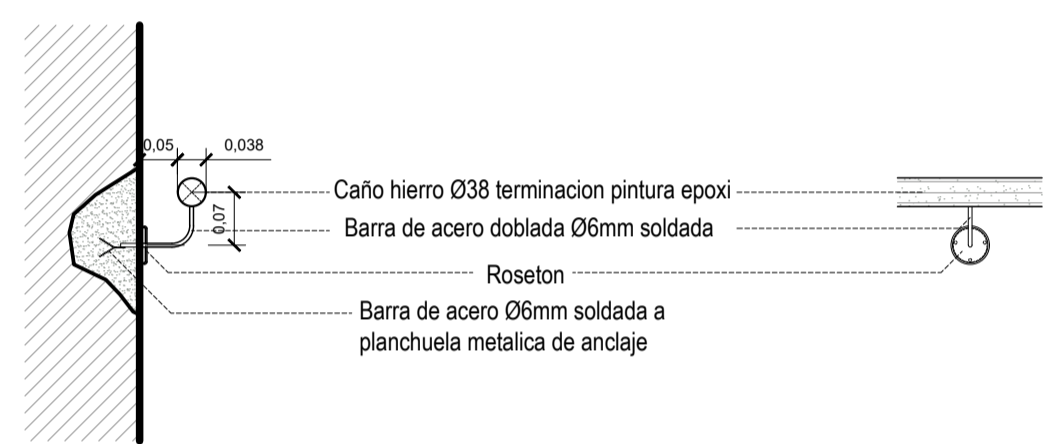 0,05
0,038
0,07
Caño hierro Ø38 terminacion pintura epoxi
Barra de acero doblada Ø6mm soldada
Roseton
Barra de acero Ø6mm soldada a
planchuela metalica de anclaje